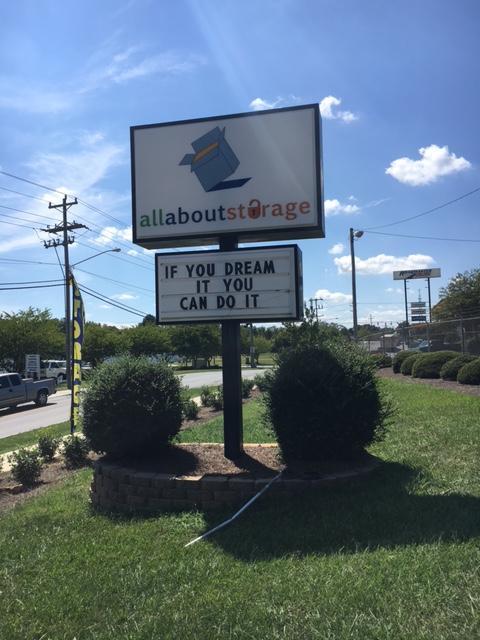 allaboutstorage
IF YOU DREAM
IT YOU
CAN DO IT